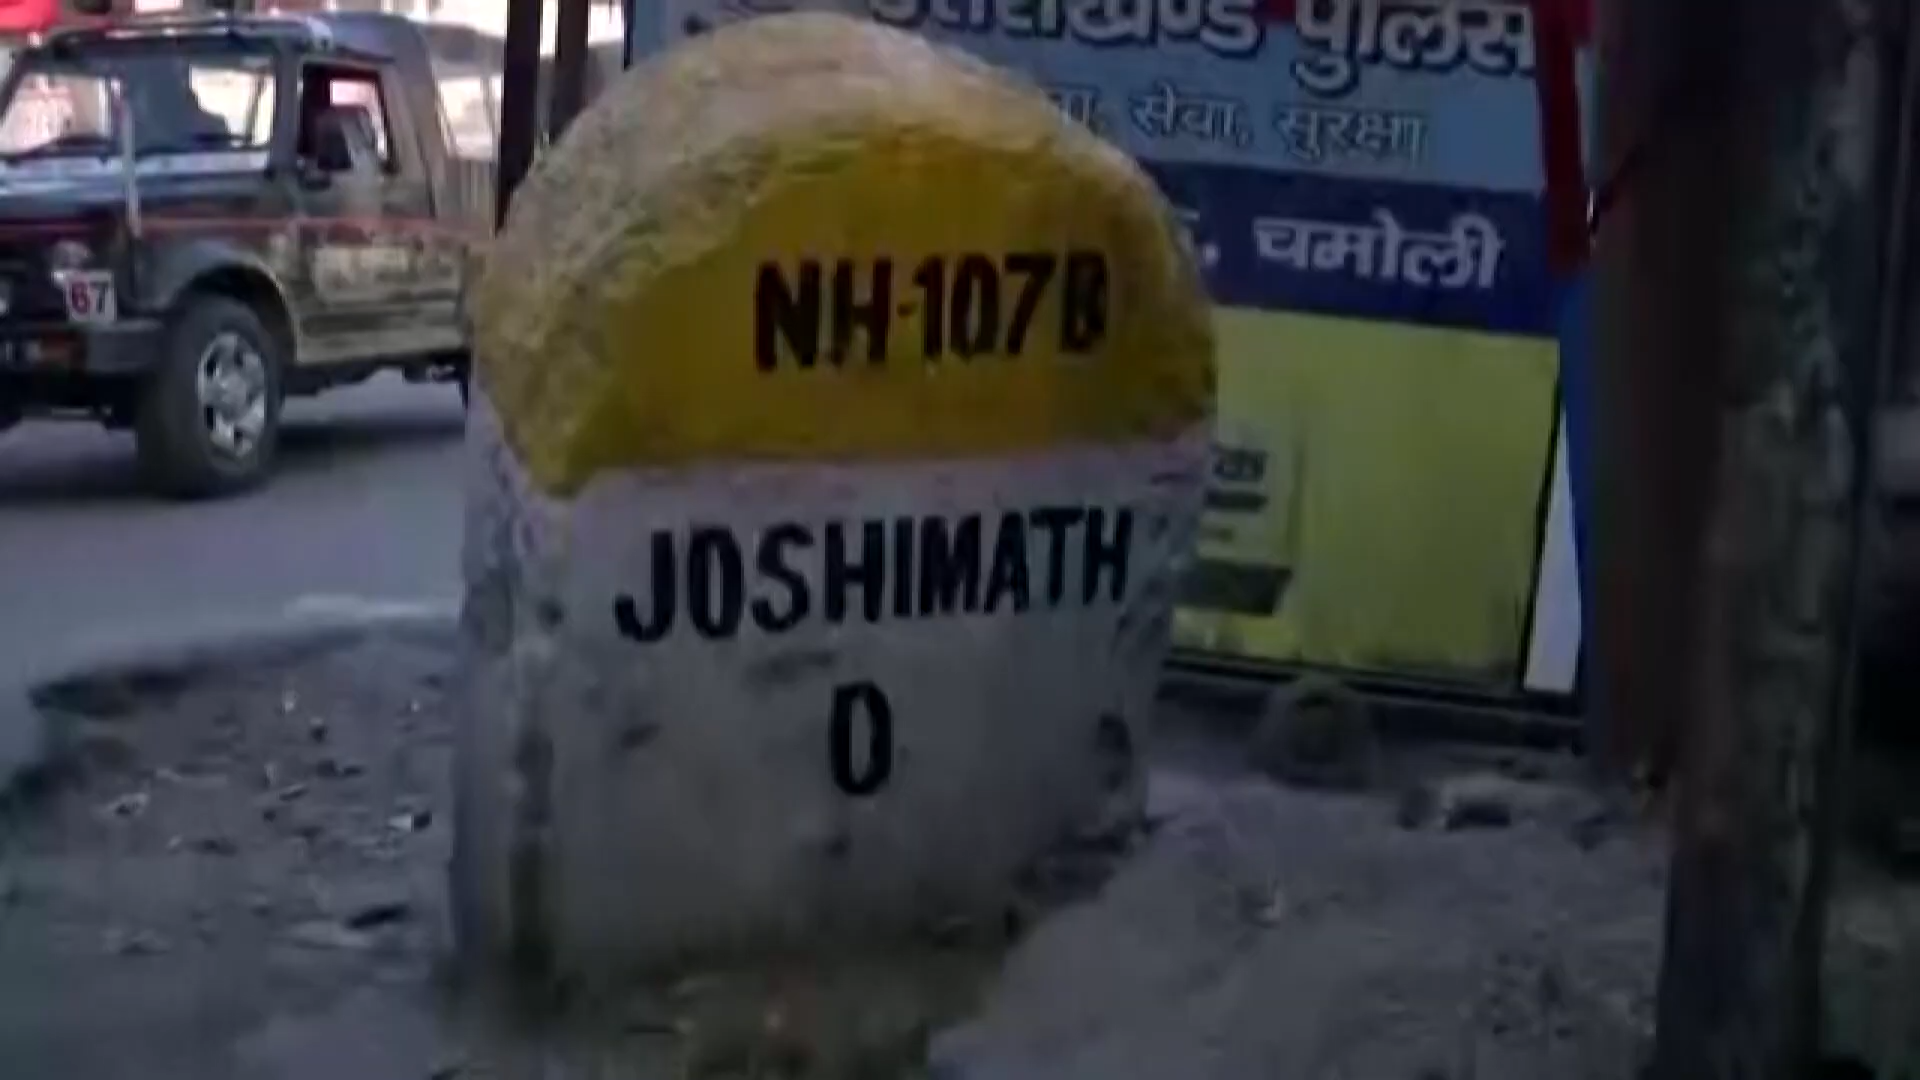 उत्तराखण्ड पुलिस
सेवा, सुरक्षा
चमोली
67
NH-107B
JOSHIMATH
0